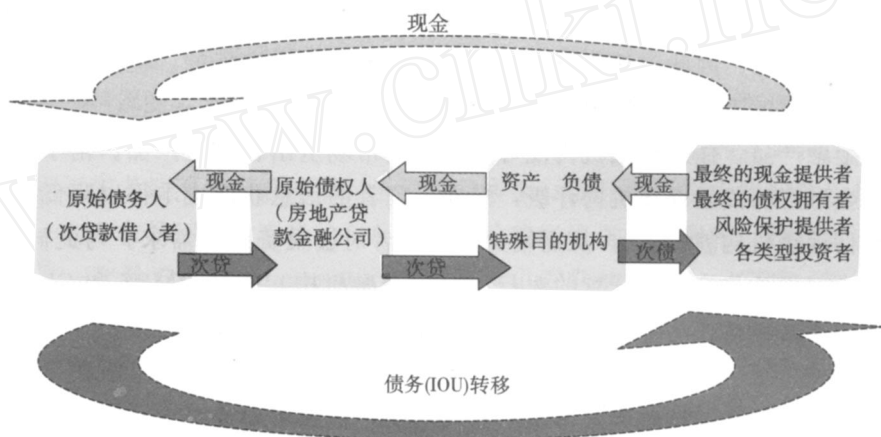 www.cnki.ne
现金
现金
现金
现金
原始债务人
(次贷款借入者)
原始债权人
(房地产贷
款金融公司)
资产 负债
特殊目的机构
最终的现金提供者
最终的债权拥有者
风险保护提供者
各类型投资者
次贷
次贷
次债
债务(IOU)转移